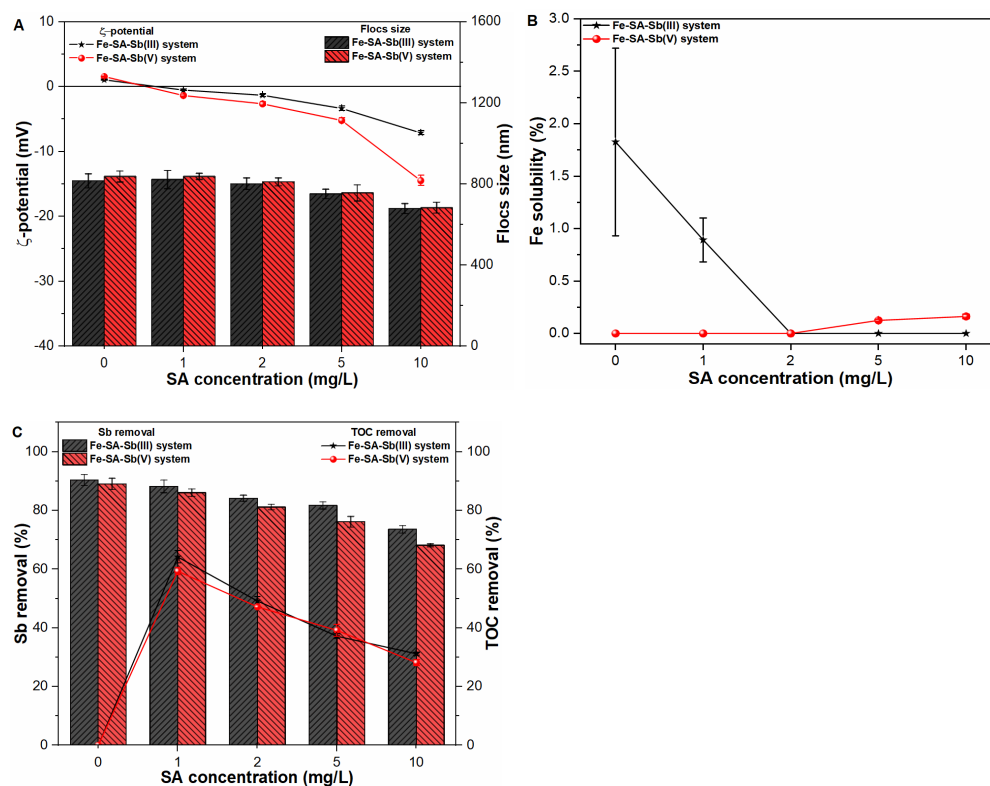 A
ζ-potential
Fe-SA-Sb(III) system
Fe-SA-Sb(V) system
Flocs size
Fe-SA-Sb(III) system
Fe-SA-Sb(V) system
10
0
-10
-20
-30
-40
ζ-potential (mV)
1600
1200
800
400
0
Flocs size (nm)
0 1 2 5 10
SA concentration (mg/L)
B
Fe-SA-Sb(III) system
Fe-SA-Sb(V) system
3.0
2.5
2.0
1.5
1.0
0.5
0.0
Fe solubility (%)
0 1 2 5 10
SA concentration (mg/L)
C
Sb removal
Fe-SA-Sb(III) system
Fe-SA-Sb(V) system
TOC removal
Fe-SA-Sb(III) system
Fe-SA-Sb(V) system
100
80
60
40
20
0
Sb removal (%)
100
80
60
40
20
0
TOC removal (%)
0 1 2 5 10
SA concentration (mg/L)